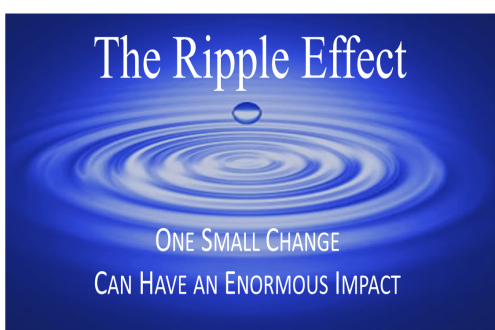 The Ripple Effect
One Small Change
Can Have an Enormous Impact